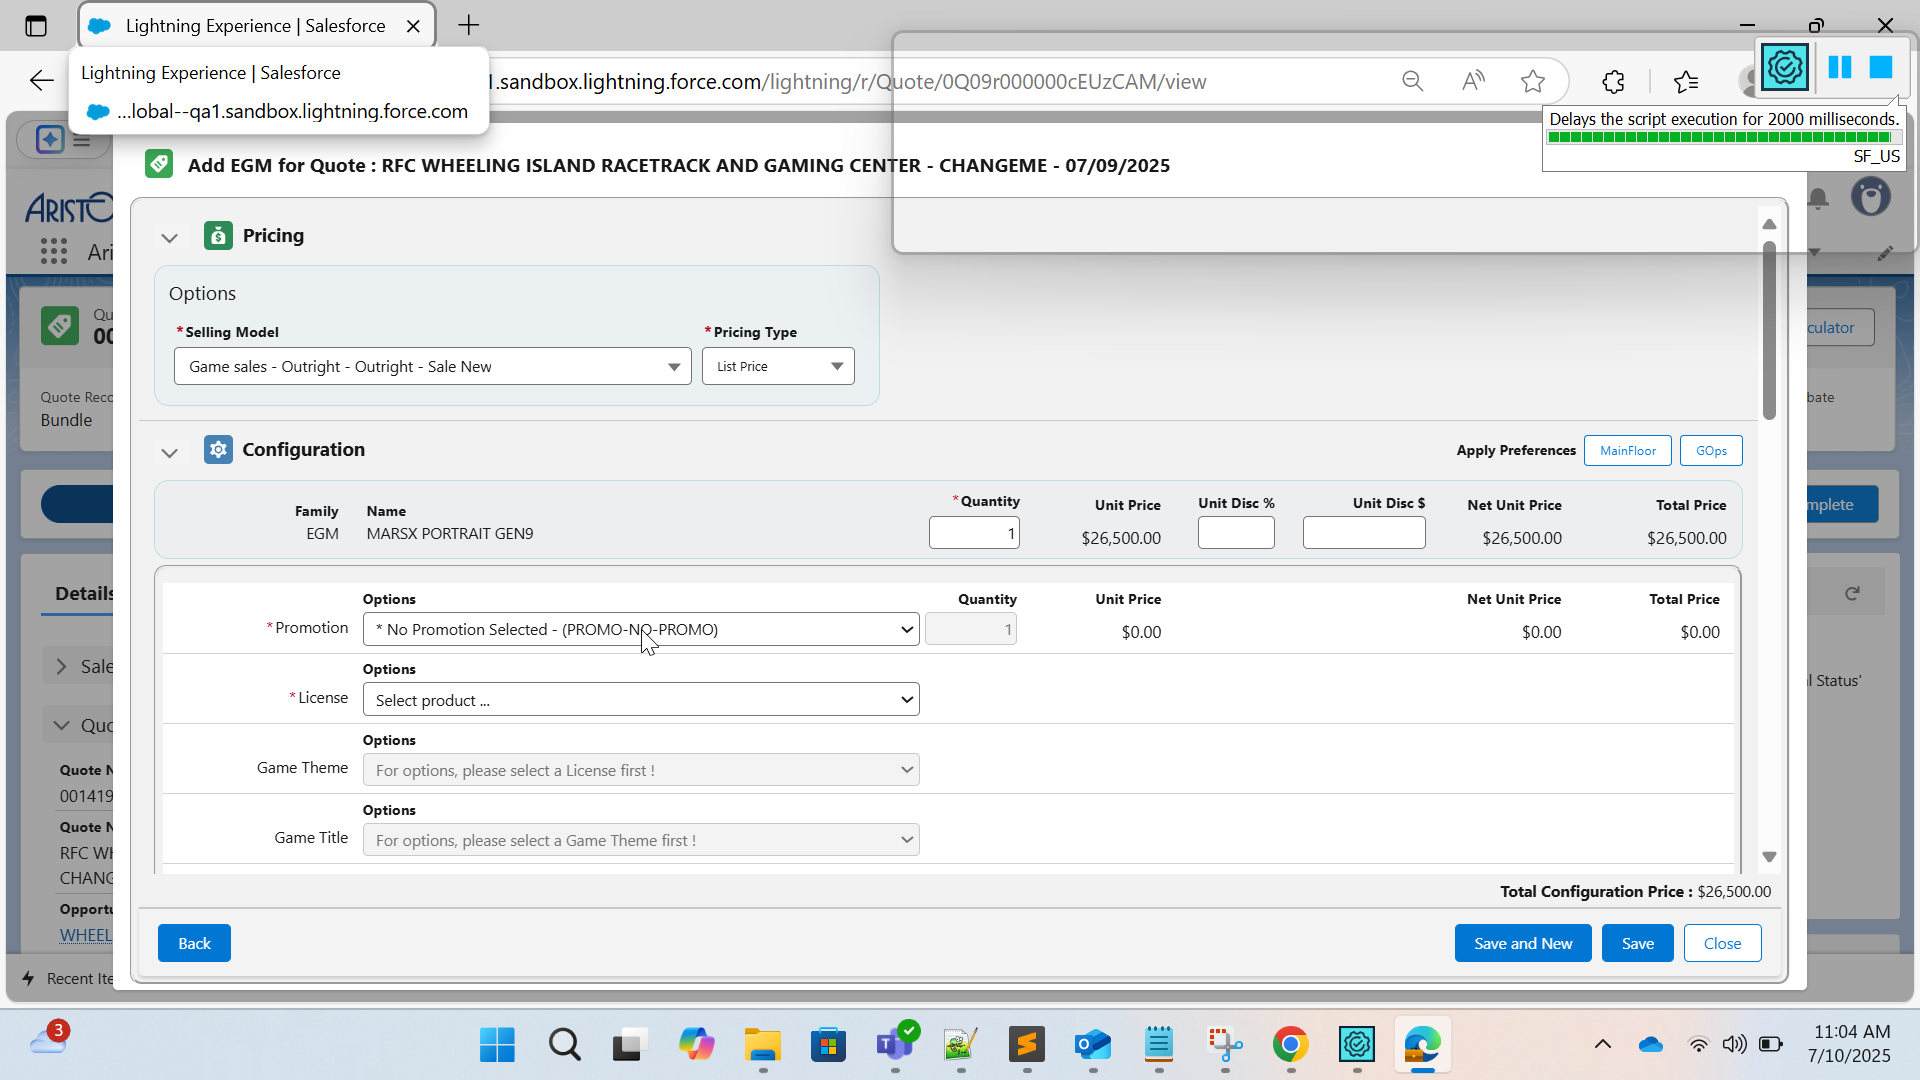 Lightning Experience | Salesforce
Lightning Experience | Salesforce
...lobal--qa1.sandbox.lightning.force.com
1.sandbox.lightning.force.com/lightning/r/Quote/0Q09r000000cEUzCAM/view
Delays the script execution for 2000 milliseconds.
SF_US
Add EGM for Quote : RFC WHEELING ISLAND RACETRACK AND GAMING CENTER - CHANGEME - 07/09/2025
ARISTO
Ari
Pricing
Options
*Selling Model
*Pricing Type
Game sales - Outright - Outright - Sale New
List Price
Qu
00
culator
Quote Reco
Bundle
bate
Configuration
Apply Preferences
MainFloor
GOps
Family
Name
*Quantity
Unit Price
Unit Disc %
Unit Disc $
Net Unit Price
Total Price
EGM
MARSX PORTRAIT GEN9
1
$26,500.00
$26,500.00
$26,500.00
mplete
Details
Options
Quantity
Unit Price
Net Unit Price
Total Price
*Promotion
* No Promotion Selected - (PROMO-NO-PROMO)
1
$0.00
$0.00
$0.00
Sale
Options
*License
Select product ...
l Status'
Quo
Options
Game Theme
For options, please select a License first !
Quote N
001419
Options
Game Title
For options, please select a Game Theme first !
Quote N
RFC WH
CHANG
Total Configuration Price : $26,500.00
Opportu
WHEEL
Back
Save and New
Save
Close
Recent Ite
3
11:04 AM
7/10/2025